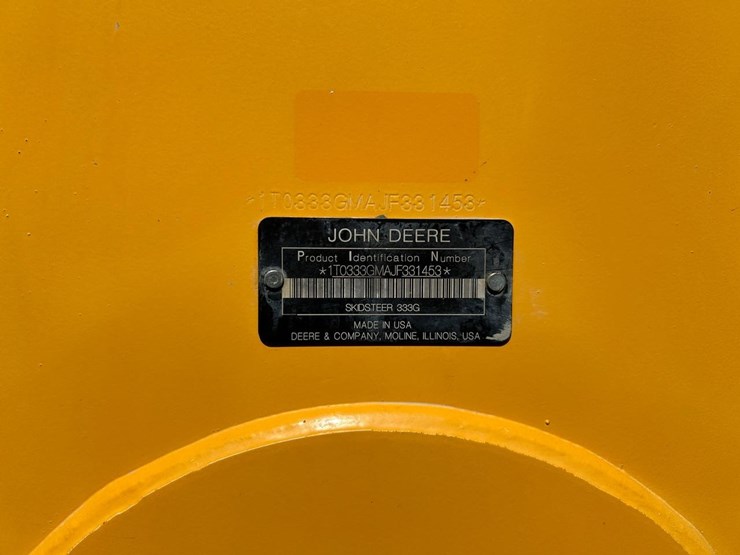 *1T0333GMAJF331453*
JOHN DEERE
Product Identification Number
*1T0333GMAJF331453*
SKIDSTEER 333G
MADE IN USA
DEERE & COMPANY, MOLINE, ILLINOIS, USA